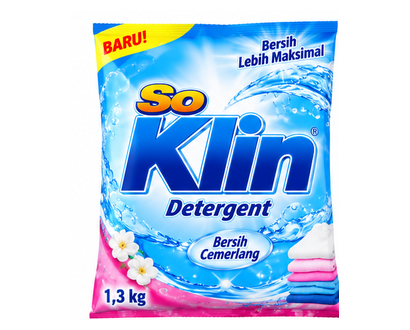 BARU!
Bersih
Lebih Maksimal
So
Klin®
Detergent
Bersih
Cemerlang
1,3 kg